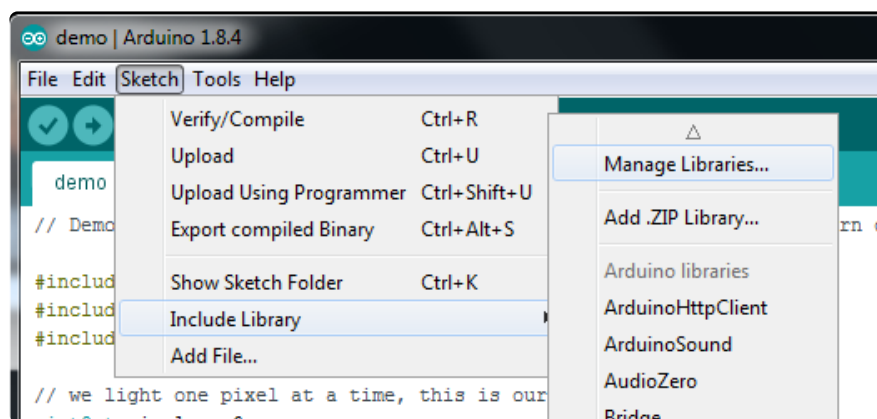 demo | Arduino 1.8.4
File Edit Sketch Tools Help
Verify/Compile Ctrl+R
Upload Ctrl+U
Upload Using Programmer Ctrl+Shift+U
Export compiled Binary Ctrl+Alt+S
Show Sketch Folder Ctrl+K
Include Library
Add File...
Manage Libraries...
Add .ZIP Library...
Arduino libraries
ArduinoHttpClient
ArduinoSound
AudioZero
Bridge
demo
// Demo
#includ
#includ
#includ
// we light one pixel at a time, this is our